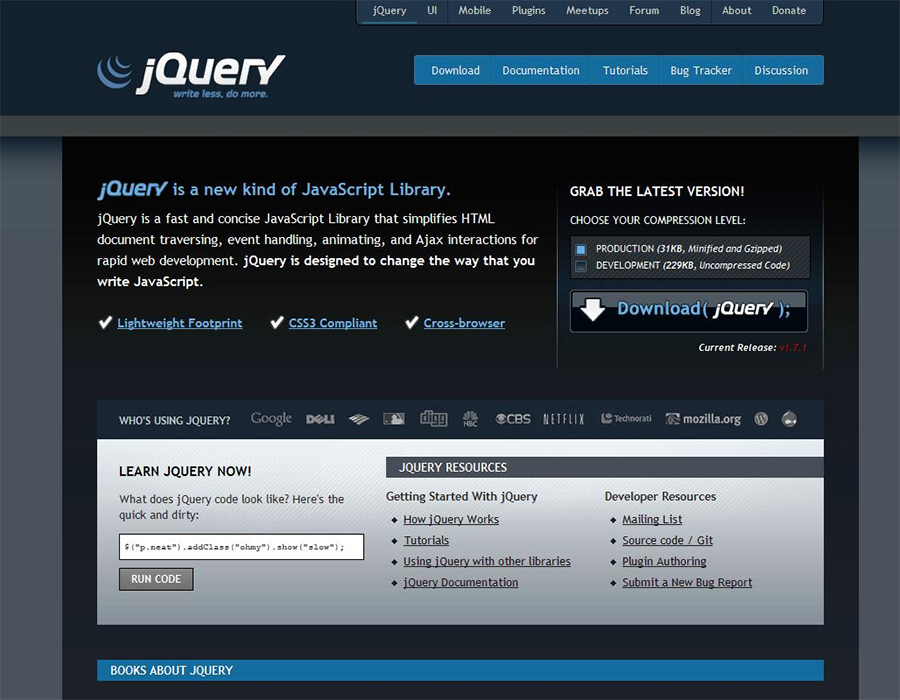 jQuery UI Mobile Plugins Meetups Forum Blog About Donate
jQuery
write less, do more.
Download Documentation Tutorials Bug Tracker Discussion
jQuery is a new kind of JavaScript Library.
jQuery is a fast and concise JavaScript Library that simplifies HTML
document traversing, event handling, animating, and Ajax interactions for
rapid web development. jQuery is designed to change the way that you
write JavaScript.
Lightweight Footprint CSS3 Compliant Cross-browser
GRAB THE LATEST VERSION!
CHOOSE YOUR COMPRESSION LEVEL:
PRODUCTION (31KB, Minified and Gzipped)
DEVELOPMENT (229KB, Uncompressed Code)
Download( jQuery );
Current Release: v1.7.1
WHO'S USING JQUERY? Google DELL digg NBC CBS NETFLIX Technorati mozilla.org
LEARN JQUERY NOW!
What does jQuery code look like? Here's the
quick and dirty:
$("p.neat").addClass("ohmy").show("slow");
RUN CODE
JQUERY RESOURCES
Getting Started With jQuery
How jQuery Works
Tutorials
Using jQuery with other libraries
jQuery Documentation
Developer Resources
Mailing List
Source code / Git
Plugin Authoring
Submit a New Bug Report
BOOKS ABOUT JQUERY